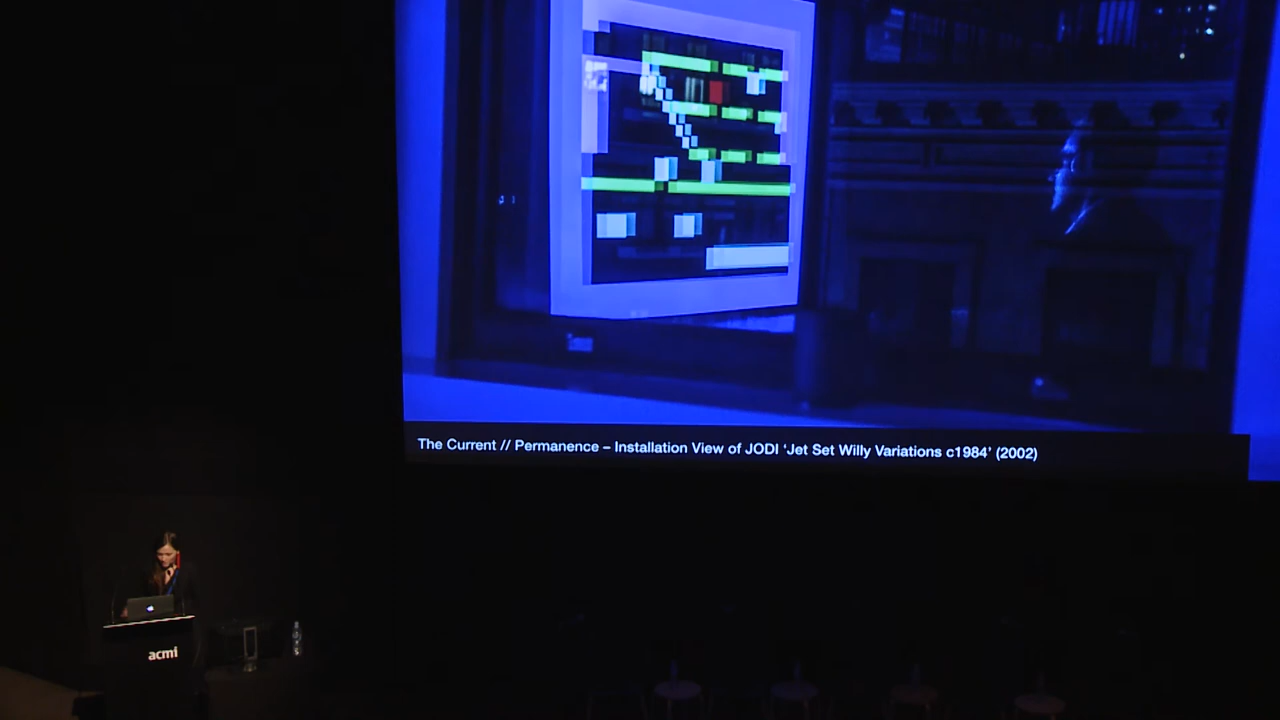 The Current // Permanence – Installation View of JODI ‘Jet Set Willy Variations c1984’ (2002)
acmi